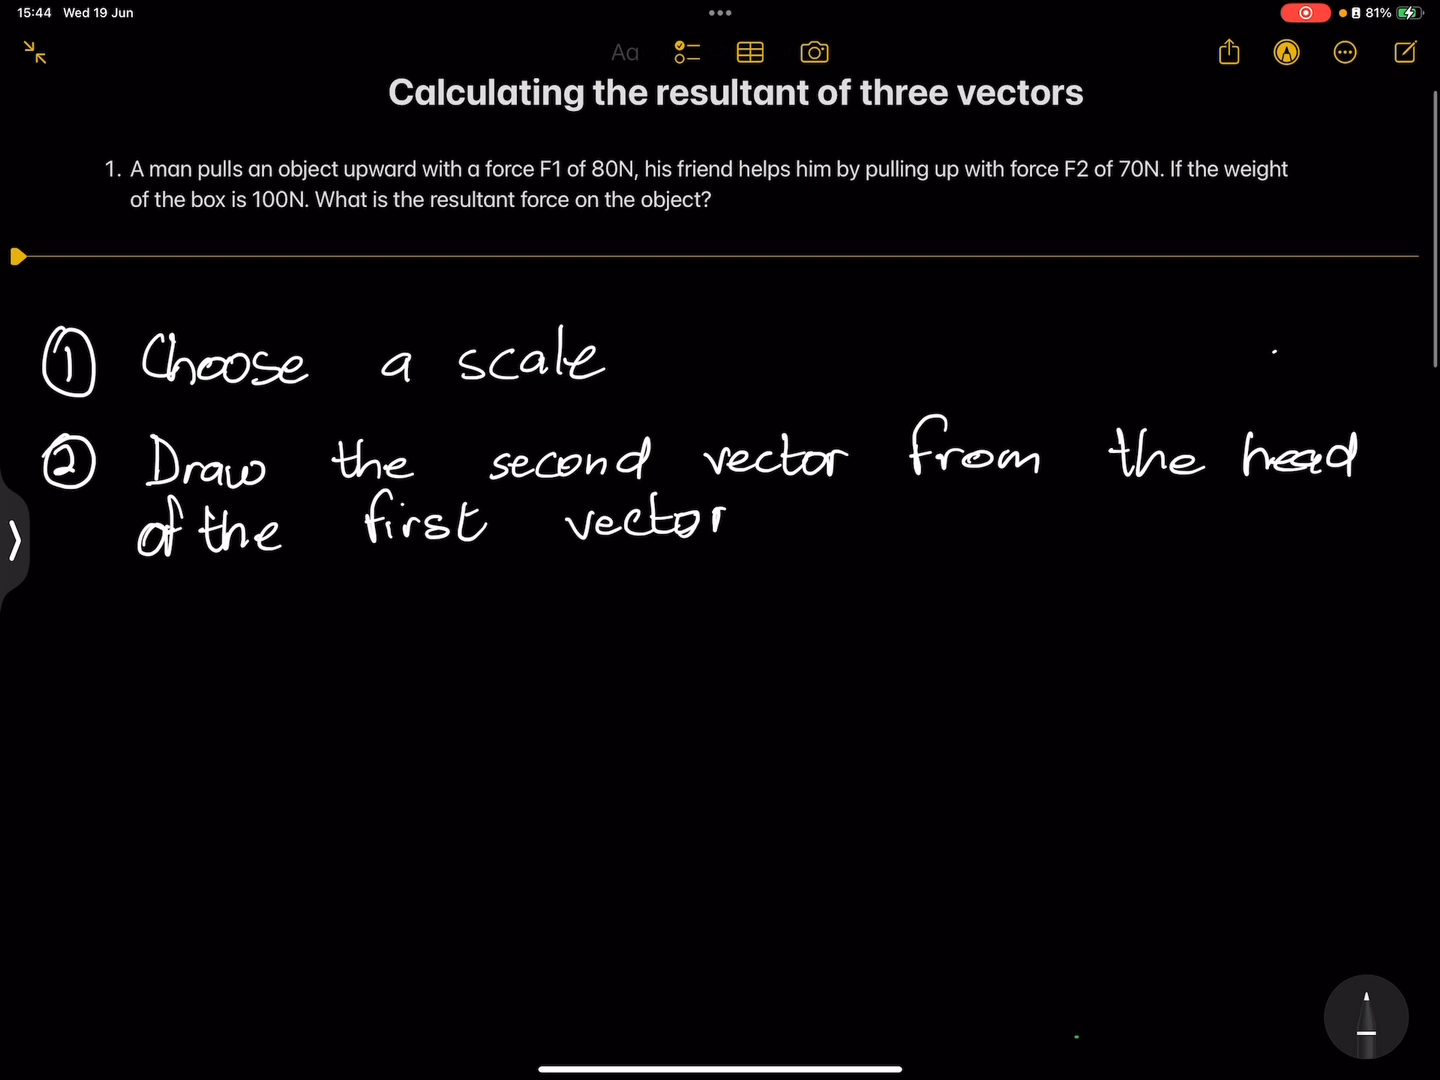 15:44 Wed 19 Jun
81%
Aa
Calculating the resultant of three vectors
1. A man pulls an object upward with a force F1 of 80N, his friend helps him by pulling up with force F2 of 70N. If the weight
of the box is 100N. What is the resultant force on the object?
① Choose a scale
② Draw the second vector from the head
of the first vector